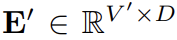 𝐄′ ∈ ℝ^{V′×D}